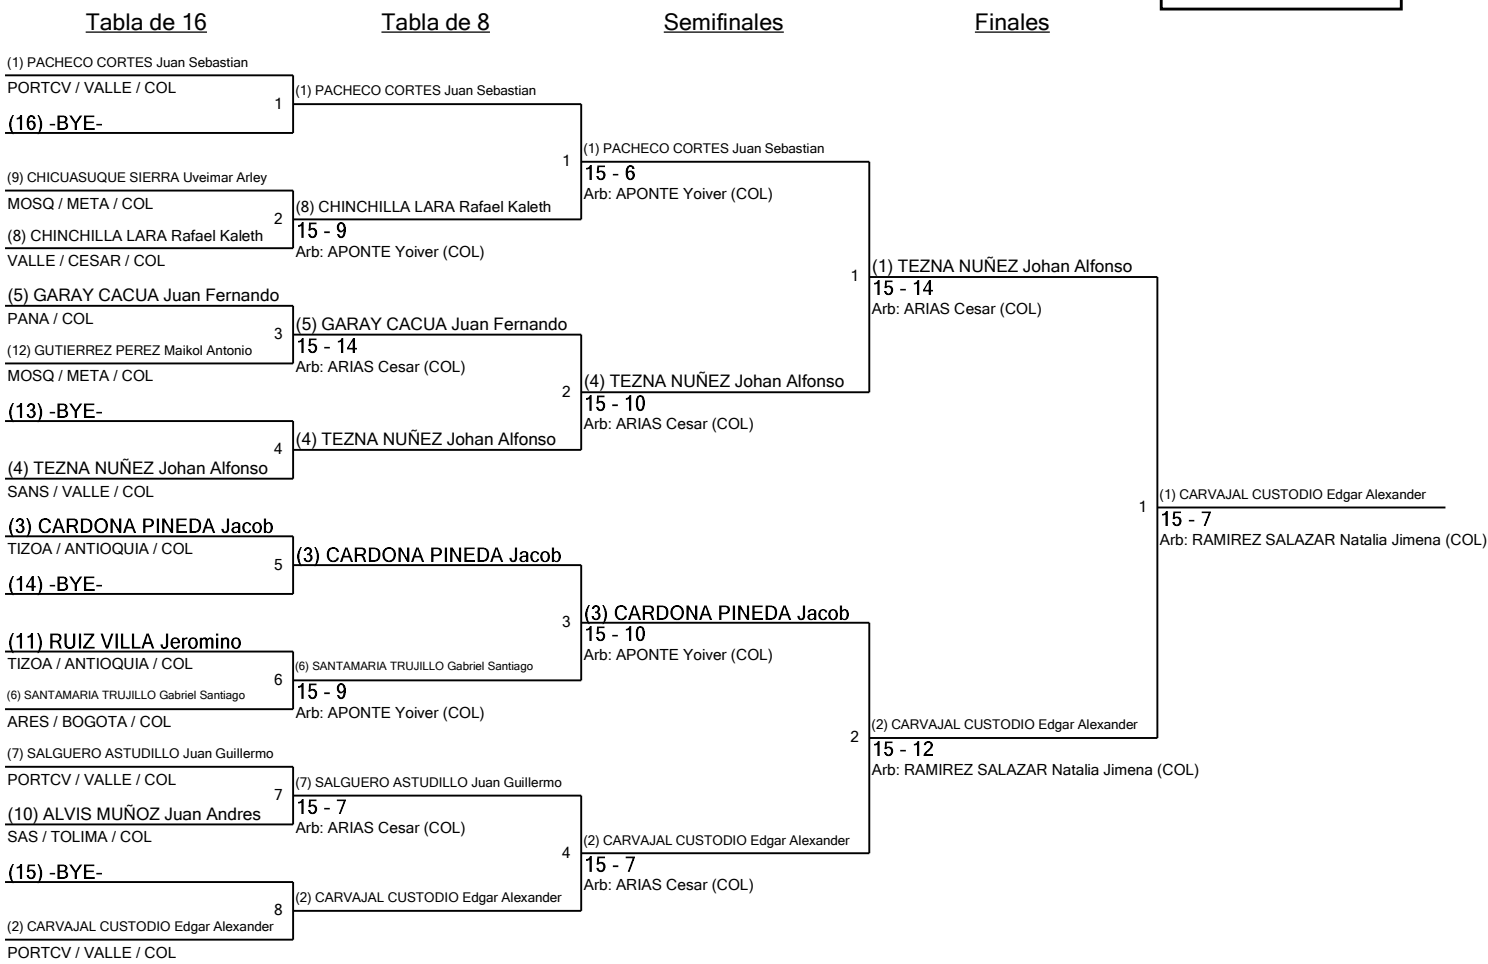 Tabla de 16
Tabla de 8
Semifinales
Finales
(1) PACHECO CORTES Juan Sebastian
PORTCV / VALLE / COL
1
(16) -BYE-
(9) CHICUASUQUE SIERRA Uveimar Arley
MOSQ / META / COL
2
(8) CHINCHILLA LARA Rafael Kaleth
VALLE / CESAR / COL
(5) GARAY CACUA Juan Fernando
PANA / COL
3
(12) GUTIERREZ PEREZ Maikol Antonio
MOSQ / META / COL
(13) -BYE-
4
(4) TEZNA NUÑEZ Johan Alfonso
SANS / VALLE / COL
(3) CARDONA PINEDA Jacob
TIZOA / ANTIOQUIA / COL
5
(14) -BYE-
(11) RUIZ VILLA Jeromino
TIZOA / ANTIOQUIA / COL
6
(6) SANTAMARIA TRUJILLO Gabriel Santiago
ARES / BOGOTA / COL
(7) SALGUERO ASTUDILLO Juan Guillermo
PORTCV / VALLE / COL
7
(10) ALVIS MUÑOZ Juan Andres
SAS / TOLIMA / COL
(15) -BYE-
8
(2) CARVAJAL CUSTODIO Edgar Alexander
PORTCV / VALLE / COL
(1) PACHECO CORTES Juan Sebastian
1
(8) CHINCHILLA LARA Rafael Kaleth
15 - 9
Arb: APONTE Yoiver (COL)
(5) GARAY CACUA Juan Fernando
15 - 14
Arb: ARIAS Cesar (COL)
2
(4) TEZNA NUÑEZ Johan Alfonso
(3) CARDONA PINEDA Jacob
3
(6) SANTAMARIA TRUJILLO Gabriel Santiago
15 - 9
Arb: APONTE Yoiver (COL)
(7) SALGUERO ASTUDILLO Juan Guillermo
15 - 7
Arb: ARIAS Cesar (COL)
4
(2) CARVAJAL CUSTODIO Edgar Alexander
(1) PACHECO CORTES Juan Sebastian
15 - 6
Arb: APONTE Yoiver (COL)
1
(4) TEZNA NUÑEZ Johan Alfonso
15 - 10
Arb: ARIAS Cesar (COL)
(3) CARDONA PINEDA Jacob
15 - 10
Arb: APONTE Yoiver (COL)
2
(2) CARVAJAL CUSTODIO Edgar Alexander
15 - 7
Arb: ARIAS Cesar (COL)
(1) TEZNA NUÑEZ Johan Alfonso
15 - 14
Arb: ARIAS Cesar (COL)
1
(2) CARVAJAL CUSTODIO Edgar Alexander
15 - 12
Arb: RAMIREZ SALAZAR Natalia Jimena (COL)
(1) CARVAJAL CUSTODIO Edgar Alexander
15 - 7
Arb: RAMIREZ SALAZAR Natalia Jimena (COL)